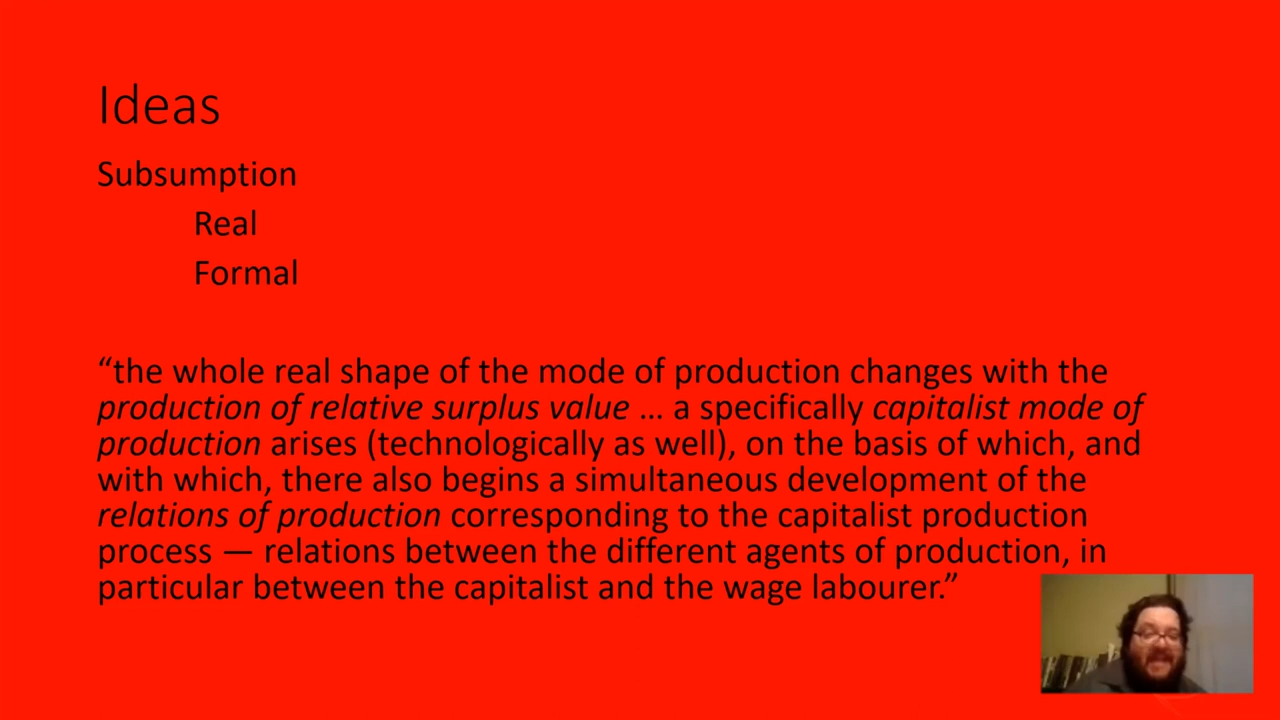 Ideas
Subsumption
Real
Formal
“the whole real shape of the mode of production changes with the
production of relative surplus value … a specifically capitalist mode of
production arises (technologically as well), on the basis of which, and
with which, there also begins a simultaneous development of the
relations of production corresponding to the capitalist production
process — relations between the different agents of production, in
particular between the capitalist and the wage labourer.”